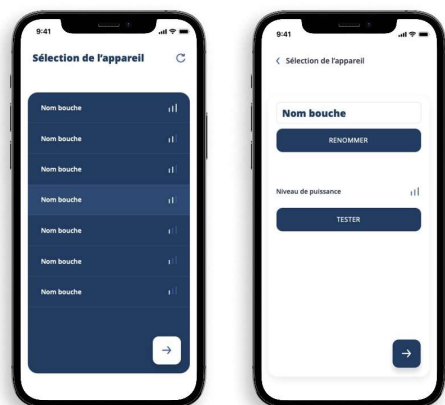 9:41
Sélection de l’appareil
Nom bouche
Nom bouche
Nom bouche
Nom bouche
Nom bouche
Nom bouche
Nom bouche
9:41
Sélection de l'appareil
Nom bouche
RENOMMER
Niveau de puissance
TESTER